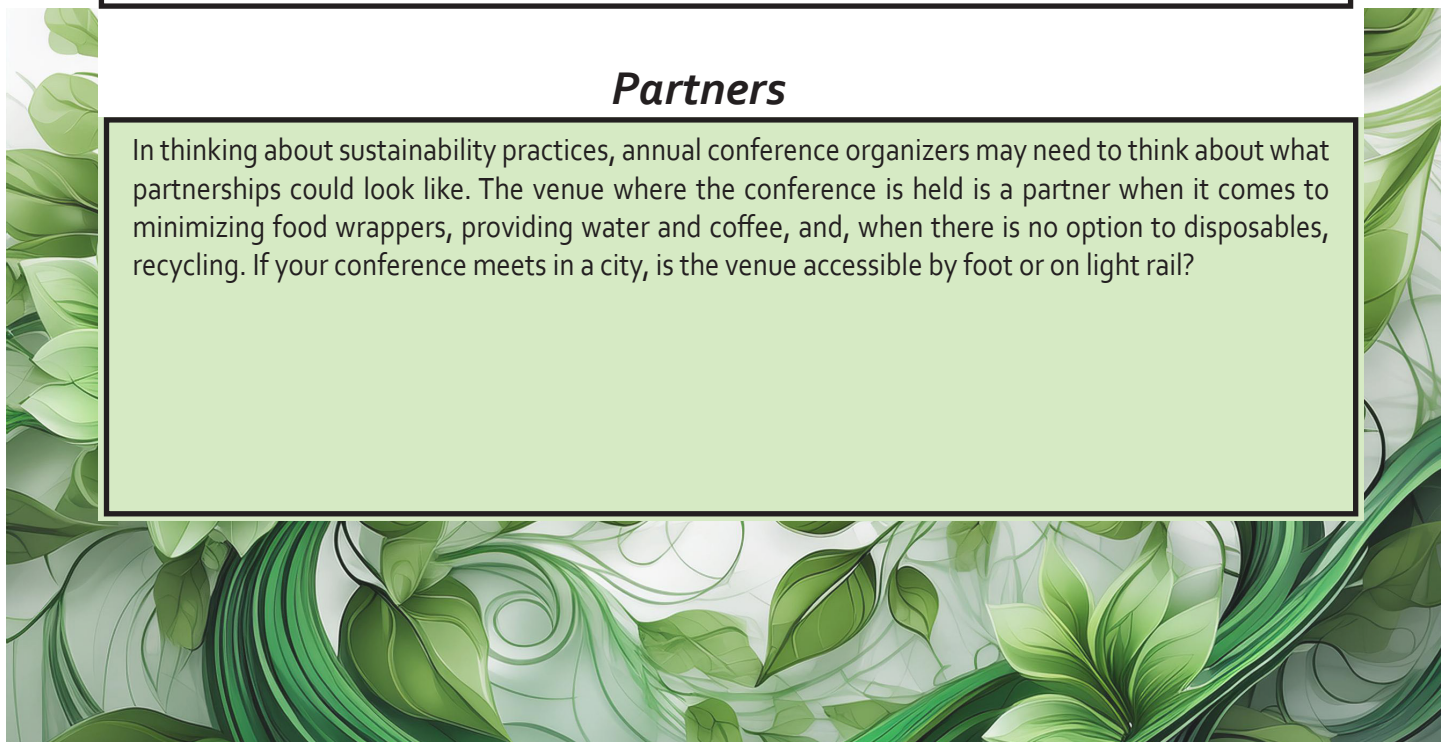 Partners
In thinking about sustainability practices, annual conference organizers may need to think about what
partnerships could look like. The venue where the conference is held is a partner when it comes to
minimizing food wrappers, providing water and coffee, and, when there is no option to disposables,
recycling. If your conference meets in a city, is the venue accessible by foot or on light rail?